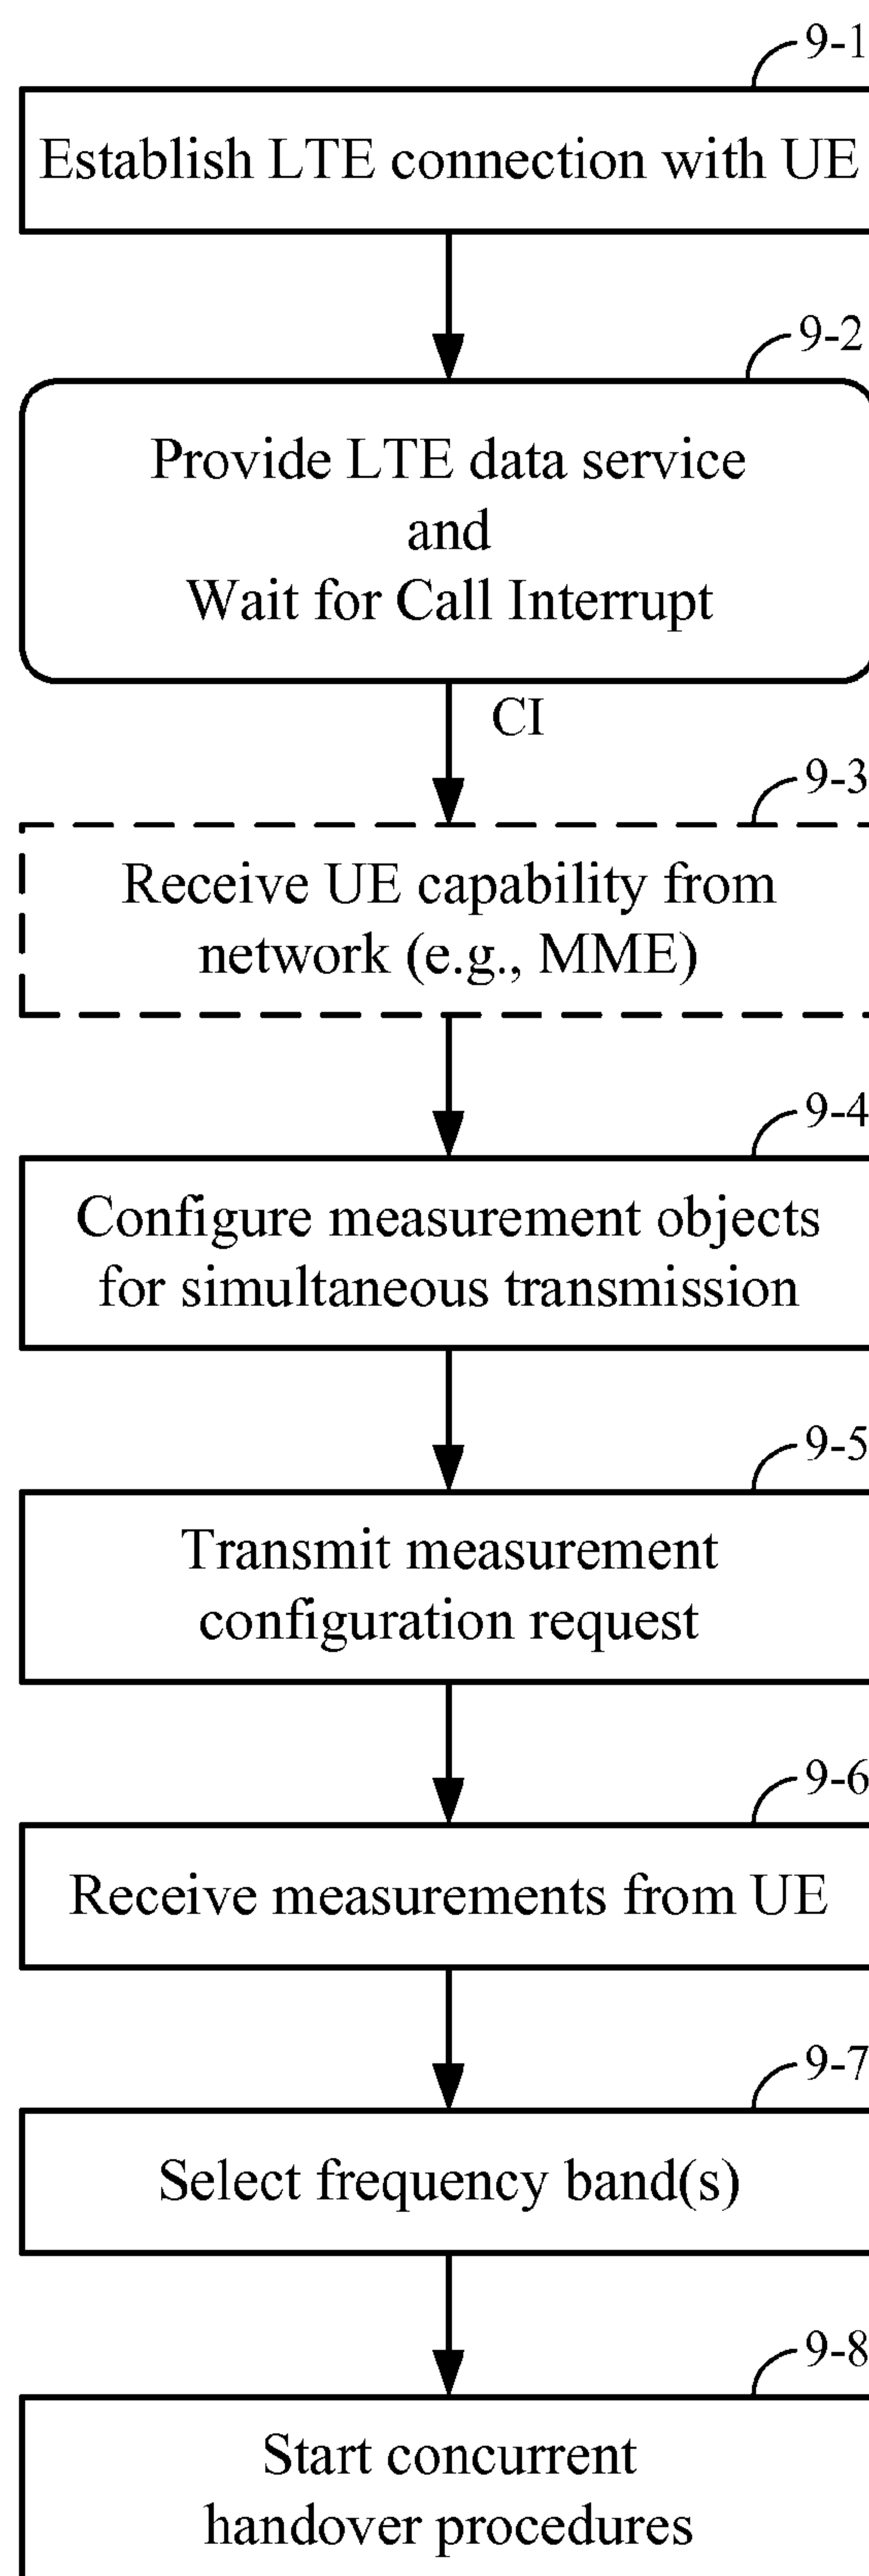 9-1
Establish LTE connection with UE
9-2
Provide LTE data service
and
Wait for Call Interrupt
CI
9-3
Receive UE capability from
network (e.g., MME)
9-4
Configure measurement objects
for simultaneous transmission
9-5
Transmit measurement
configuration request
9-6
Receive measurements from UE
9-7
Select frequency band(s)
9-8
Start concurrent
handover procedures